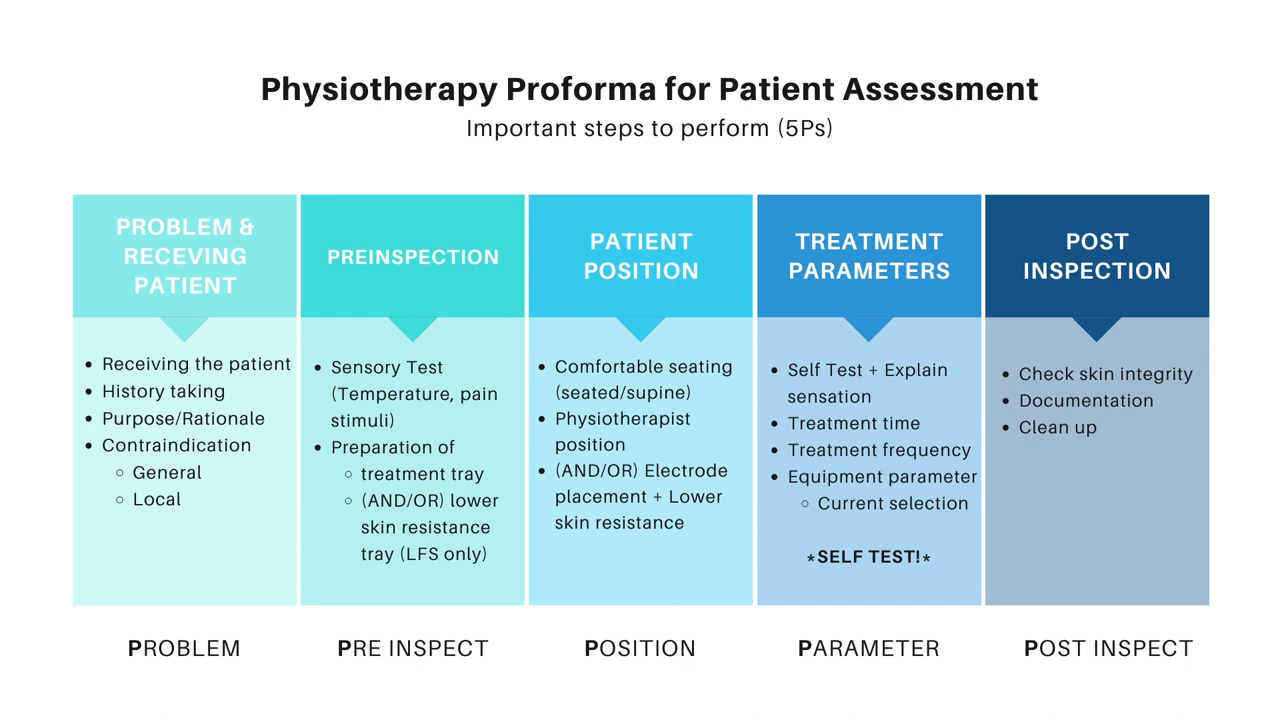 Physiotherapy Proforma for Patient Assessment
Important steps to perform (5Ps)
PROBLEM &
RECEVING
PATIENT
• Receiving the patient
• History taking
• Purpose/Rationale
• Contraindication
○ General
○ Local
PROBLEM
PREINSPECTION
• Sensory Test
(Temperature, pain
stimuli)
• Preparation of
○ treatment tray
○ (AND/OR) lower
skin resistance
tray (LFS only)
PRE INSPECT
PATIENT
POSITION
• Comfortable seating
(seated/supine)
• Physiotherapist
position
• (AND/OR) Electrode
placement + Lower
skin resistance
POSITION
TREATMENT
PARAMETERS
• Self Test + Explain
sensation
• Treatment time
• Treatment frequency
• Equipment parameter
○ Current selection
*SELF TEST!*
PARAMETER
POST
INSPECTION
• Check skin integrity
• Documentation
• Clean up
POST INSPECT